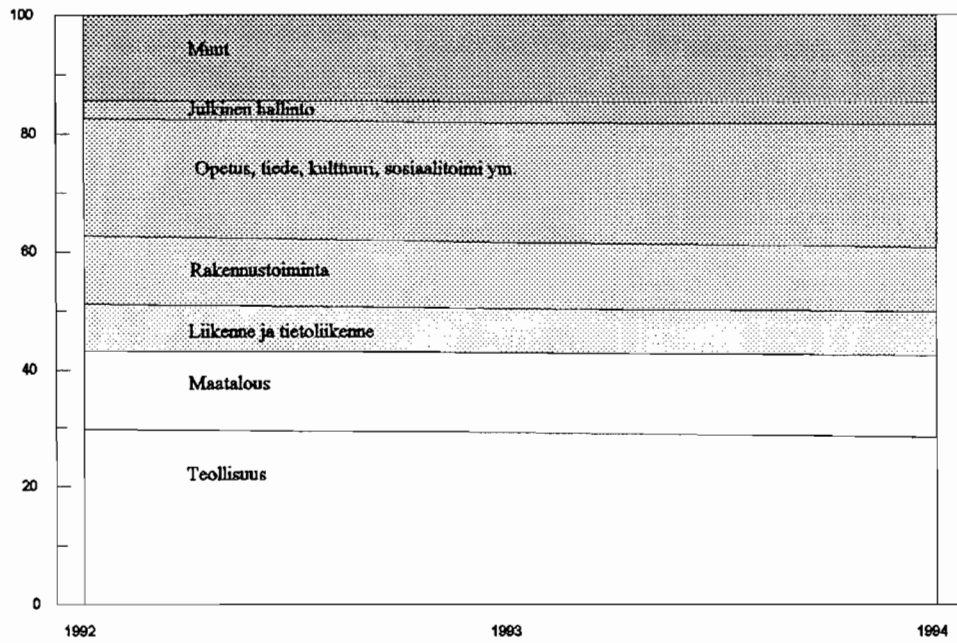 100
Muut
Julkinen hallinto
80
Opetus, tiede, kulttuuri, sosiaalitoimi ym.
60
Rakennustoiminta
Liikenne ja tietoliikenne
40
Maatalous
Teollisuus
20
0
1992 1993 1994